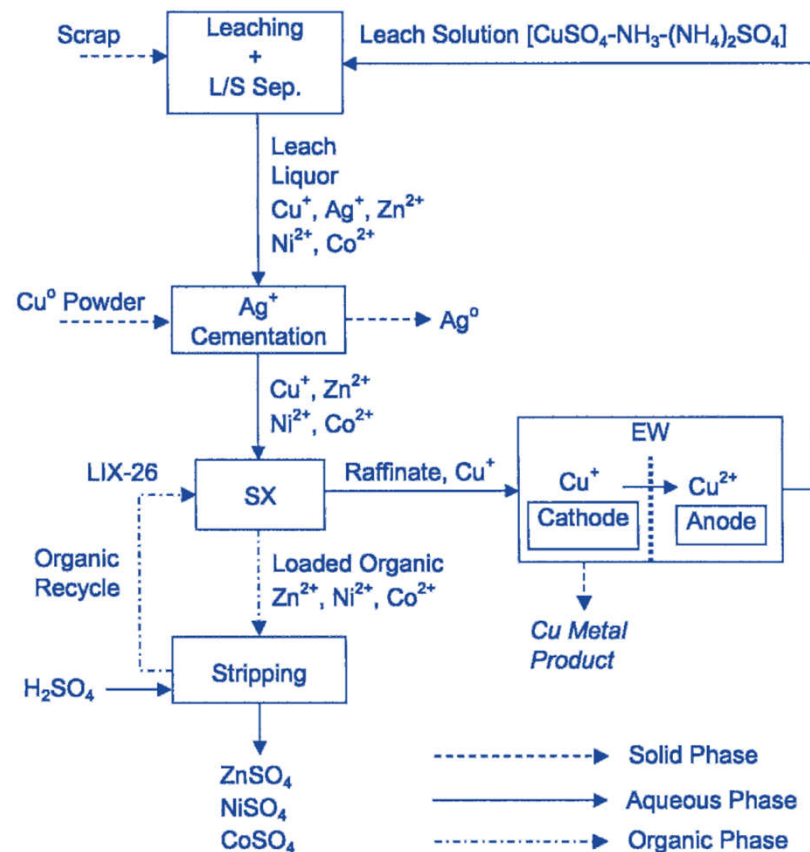 Scrap
Leaching
+
L/S Sep.
Leach Solution [CuSO₄-NH₃-(NH₄)₂SO₄]
Leach
Liquor
Cu⁺, Ag⁺, Zn²⁺
Ni²⁺, Co²⁺
Cu⁰ Powder
Ag⁺
Cementation
Ag⁰
Cu⁺, Zn²⁺
Ni²⁺, Co²⁺
LIX-26
SX
Raffinate, Cu⁺
EW
Cu⁺
Cu²⁺
Cathode
Anode
Organic
Recycle
Loaded Organic
Zn²⁺, Ni²⁺, Co²⁺
Cu Metal
Product
Stripping
H₂SO₄
ZnSO₄
NiSO₄
CoSO₄
Solid Phase
Aqueous Phase
Organic Phase